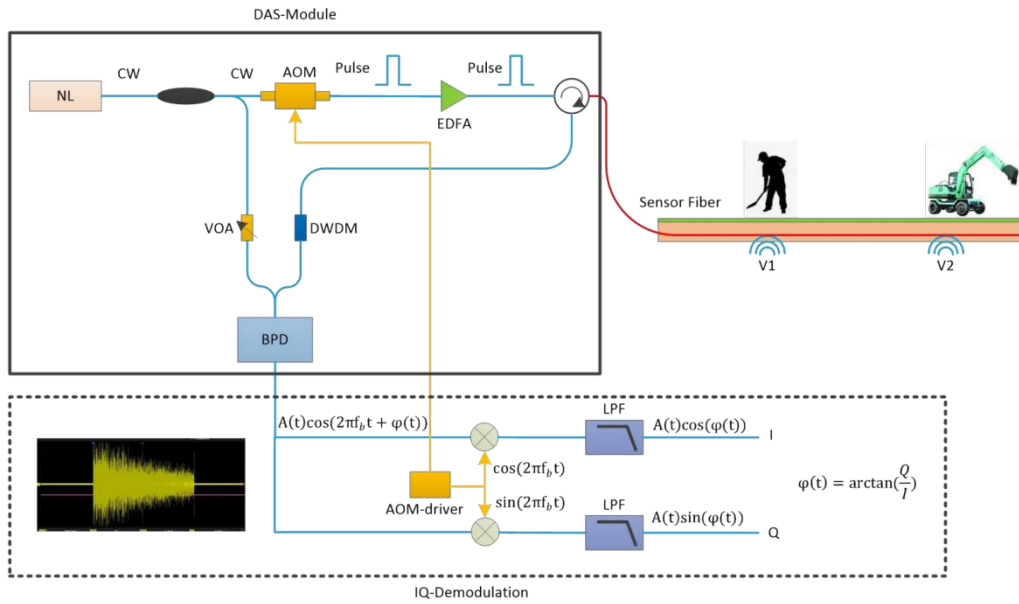 DAS-Module
CW
CW
AOM
Pulse
Pulse
NL
EDFA
VOA
DWDM
BPD
Sensor Fiber
V1
V2
A(t)cos(2πf_b t + φ(t))
LPF
A(t)cos(φ(t))
I
cos(2πf_b t)
φ(t) = arctan(Q/I)
sin(2πf_b t)
AOM-driver
LPF
A(t)sin(φ(t))
Q
IQ-Demodulation